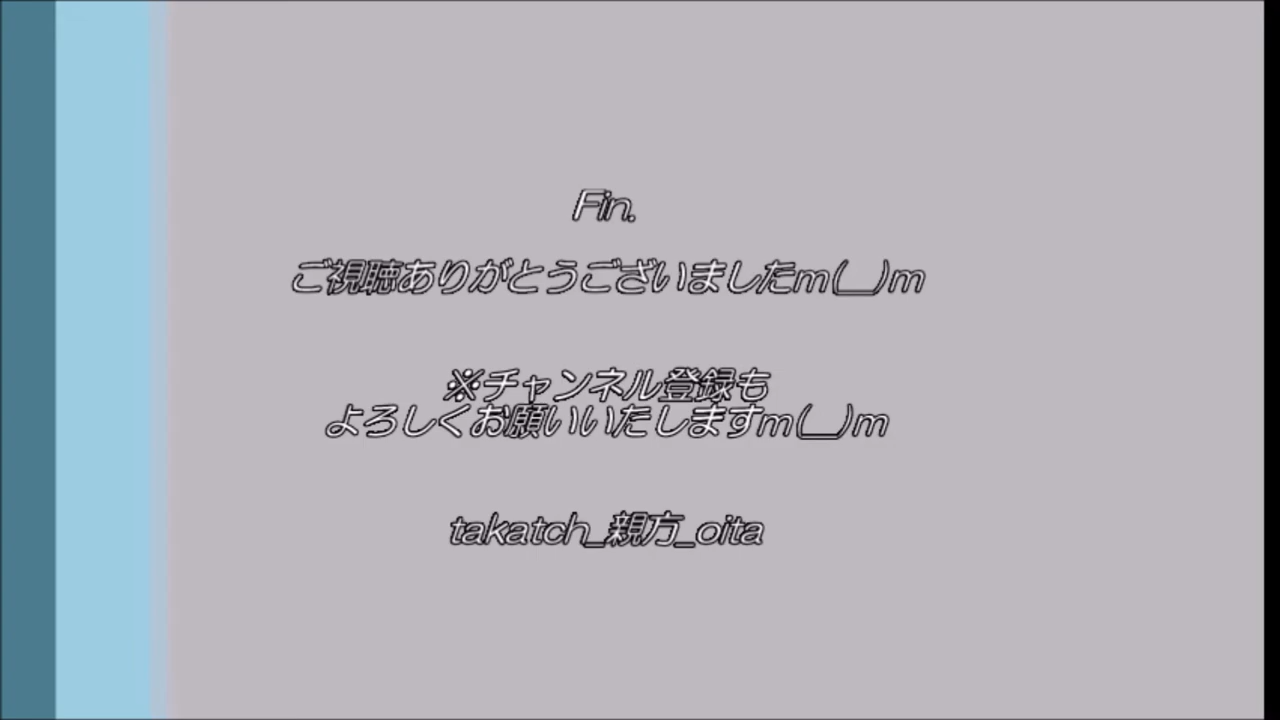 Fin.
ご視聴ありがとうございましたm(__)m
※チャンネル登録も
よろしくお願いいたしますm(__)m
takatch_親方_oita